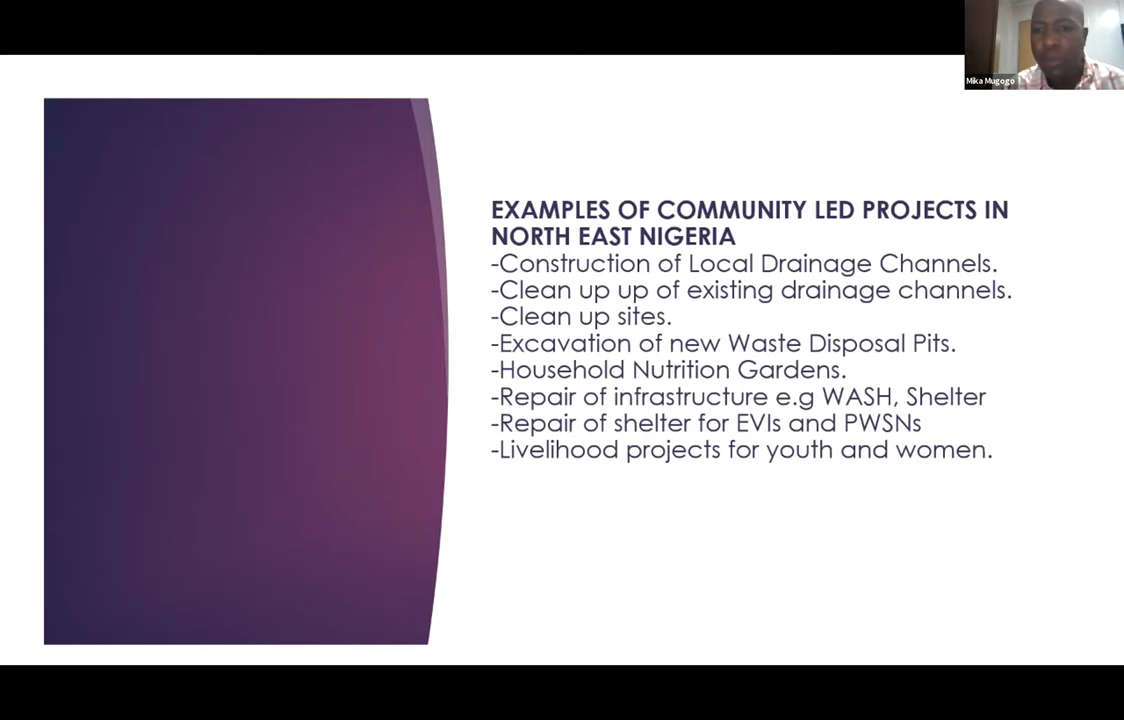 Mika Mugogo
EXAMPLES OF COMMUNITY LED PROJECTS IN
NORTH EAST NIGERIA
-Construction of Local Drainage Channels.
-Clean up up of existing drainage channels.
-Clean up sites.
-Excavation of new Waste Disposal Pits.
-Household Nutrition Gardens.
-Repair of infrastructure e.g WASH, Shelter
-Repair of shelter for EVIs and PWSNs
-Livelihood projects for youth and women.